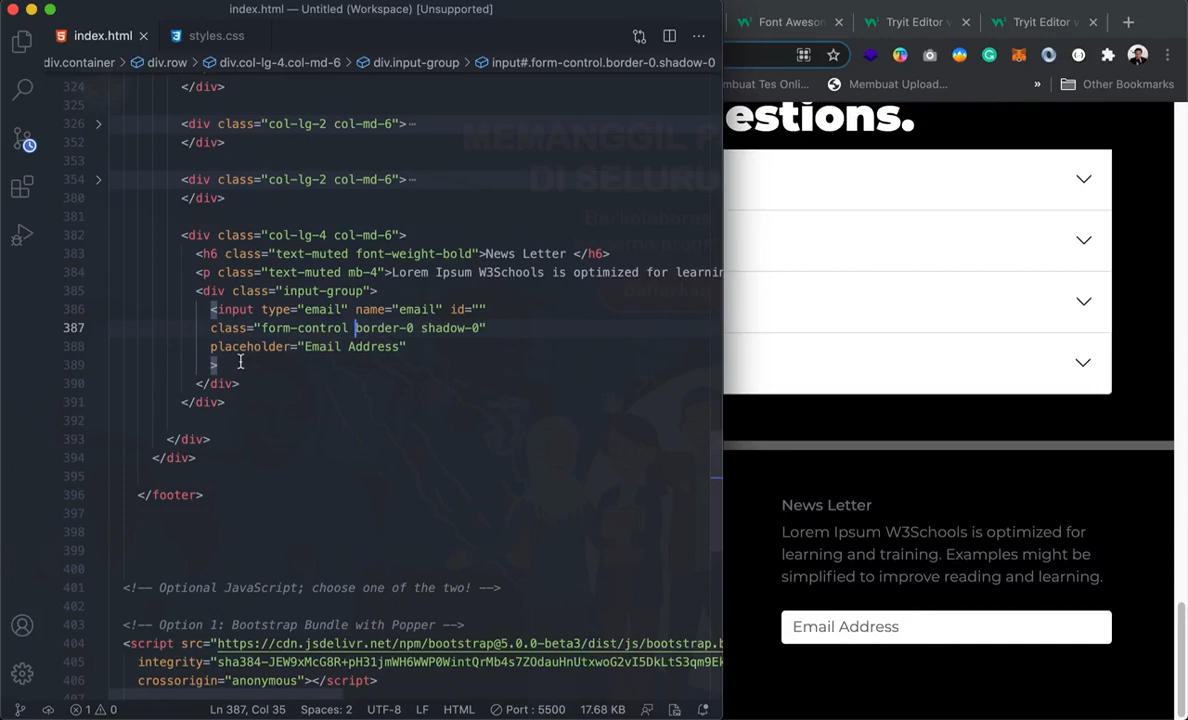 index.html — Untitled (Workspace) [Unsupported]
index.html
styles.css
div.container > div.row > div.col-lg-4.col-md-6 > div.input-group > input#.form-control.border-0.shadow-0
324 </div>
325
326 <div class="col-lg-2 col-md-6">
352 </div>
353
354 <div class="col-lg-2 col-md-6">
380 </div>
381
382 <div class="col-lg-4 col-md-6">
383 <h6 class="text-muted font-weight-bold">News Letter </h6>
384 <p class="text-muted mb-4">Lorem Ipsum W3Schools is optimized for learnin
385 <div class="input-group">
386 <input type="email" name="email" id=""
387 class="form-control border-0 shadow-0"
388 placeholder="Email Address"
389 >
390 </div>
391 </div>
392
393 </div>
394 </div>
395
396 </footer>
397
398
399
400
401 <!-- Optional JavaScript; choose one of the two! -->
402
403 <!-- Option 1: Bootstrap Bundle with Popper -->
404 <script src="https://cdn.jsdelivr.net/npm/bootstrap@5.0.0-beta3/dist/js/bootstrap.b
405 integrity="sha384-JEW9xMcG8R+pH31jmWH6WWP0WintQrMb4s7ZOdauHnUtxwoG2vI5DkLtS3qm9Ek
406 crossorigin="anonymous"></script>
MEMANGGIL P
DI SELURU
Berkolaboras
Daftarkan
1 0
Ln 387, Col 35
Spaces: 2
UTF-8
LF
HTML
Port : 5500
17.68 KB
Font Aweson
Tryit Editor v
Tryit Editor v
mbuat Tes Onli...
Membuat Upload...
»
Other Bookmarks
estions.
News Letter
Lorem Ipsum W3Schools is optimized for
learning and training. Examples might be
simplified to improve reading and learning.
Email Address